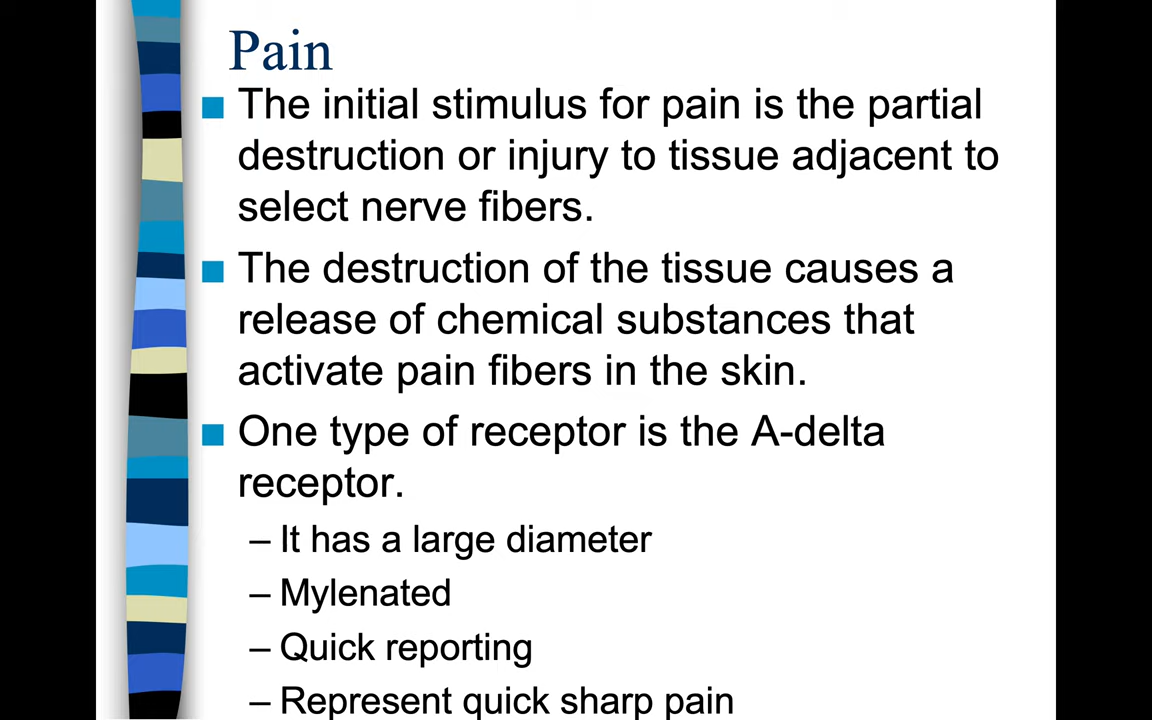 Pain
■ The initial stimulus for pain is the partial
destruction or injury to tissue adjacent to
select nerve fibers.
■ The destruction of the tissue causes a
release of chemical substances that
activate pain fibers in the skin.
■ One type of receptor is the A-delta
receptor.
– It has a large diameter
– Mylenated
– Quick reporting
– Represent quick sharp pain